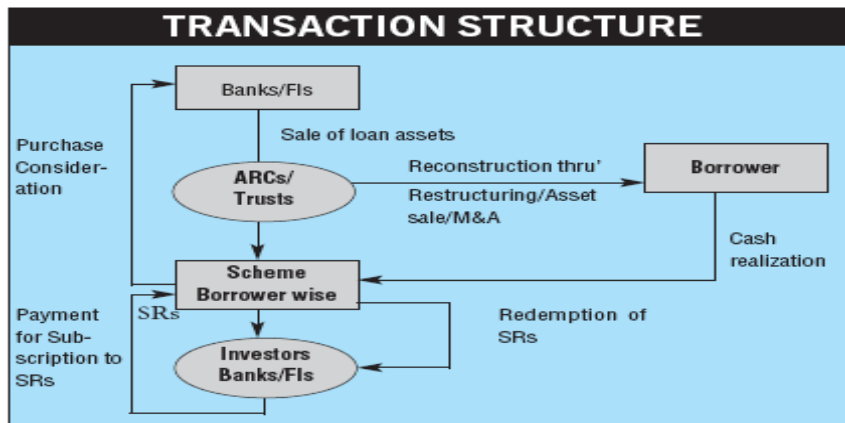 TRANSACTION STRUCTURE
Banks/FIs
Sale of loan assets
Purchase
Consider-
ation
ARCs/
Trusts
Reconstruction thru'
Restructuring/Asset
sale/M&A
Borrower
Cash
realization
Scheme
Borrower wise
SRs
Payment
for Sub-
scription to
SRs
Redemption of
SRs
Investors
Banks/FIs